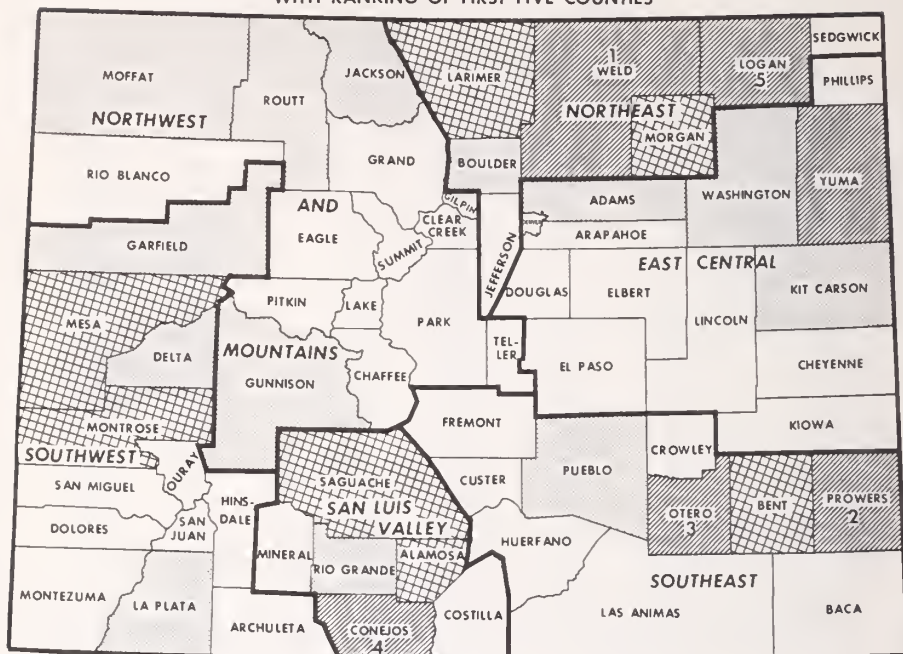 WITH RANKING OF FIRST FIVE COUNTIES
MOFFAT
NORTHWEST
ROUTT
JACKSON
LARIMER
1
WELD
LOGAN
5
SEDGWICK
PHILLIPS
NORTHEAST
MORGAN
RIO BLANCO
GRAND
BOULDER
WASHINGTON
YUMA
GARFIELD
AND
EAGLE
SUMMIT
GILPIN
CLEAR
CREEK
JEFFERSON
ADAMS
ARAPAHOE
EAST CENTRAL
MESA
DELTA
PITKIN
LAKE
PARK
DOUGLAS
ELBERT
LINCOLN
KIT CARSON
MOUNTAINS
GUNNISON
CHAFFEE
TEL-
LER
EL PASO
CHEYENNE
MONTROSE
SOUTHWEST
OURAY
FREMONT
CROWLEY
KIOWA
SAN MIGUEL
SAGUACHE
SAN LUIS
VALLEY
CUSTER
PUEBLO
OTERO
3
BENT
PROWERS
2
DOLORES
SAN
JUAN
HINS-
DALE
MINERAL
RIO GRANDE
ALAMOSA
HUERFANO
SOUTHEAST
MONTEZUMA
LA PLATA
ARCHULETA
CONEJOS
4
COSTILLA
LAS ANIMAS
BACA